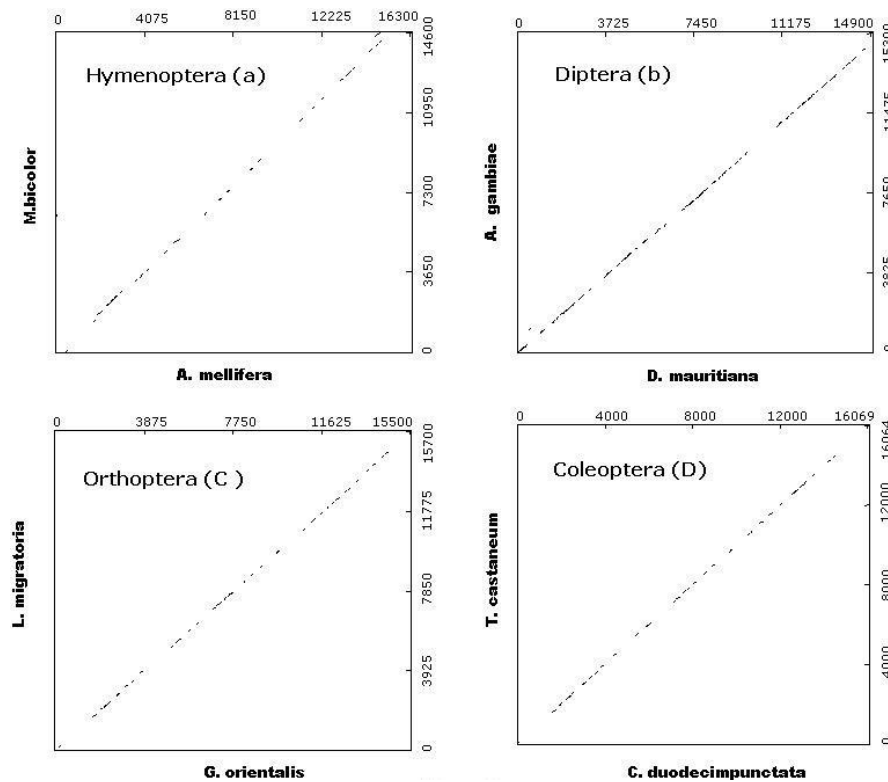 0 4075 8150 12225 16300
Hymenoptera (a)
M.bicolor
0 3650 7300 10950 14600
A. mellifera
0 3725 7450 11175 14900
Diptera (b)
A. gambiae
0 3825 7650 11475 15300
D. mauritiana
0 3875 7750 11625 15500
Orthoptera (C )
L. migratoria
0 3925 7850 11775 15700
G. orientalis
0 4000 8000 12000 16069
Coleoptera (D)
T. castaneum
0 4000 8000 12000 16064
C. duodecimpunctata